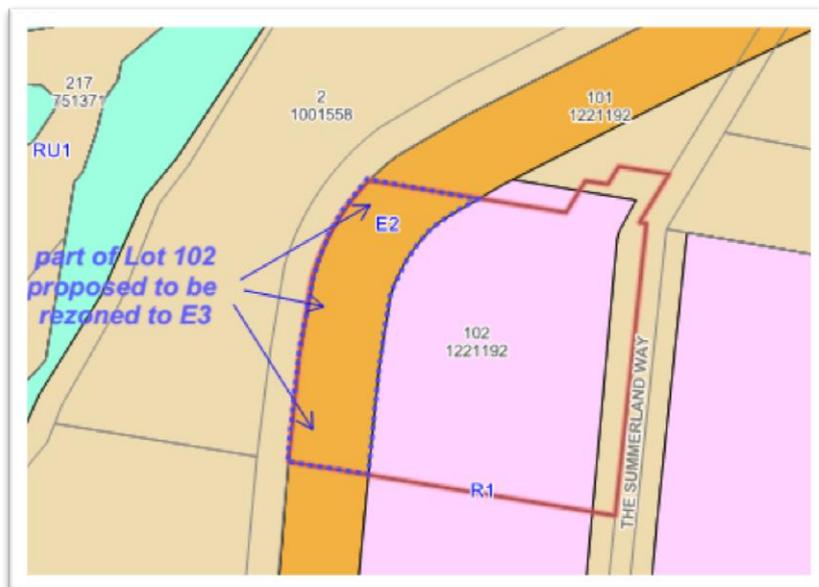 217
751371
2
1001558
101
1221192
RU1
E2
part of Lot 102
proposed to be
rezoned to E3
102
1221192
THE SUMMERLAND WAY
R1